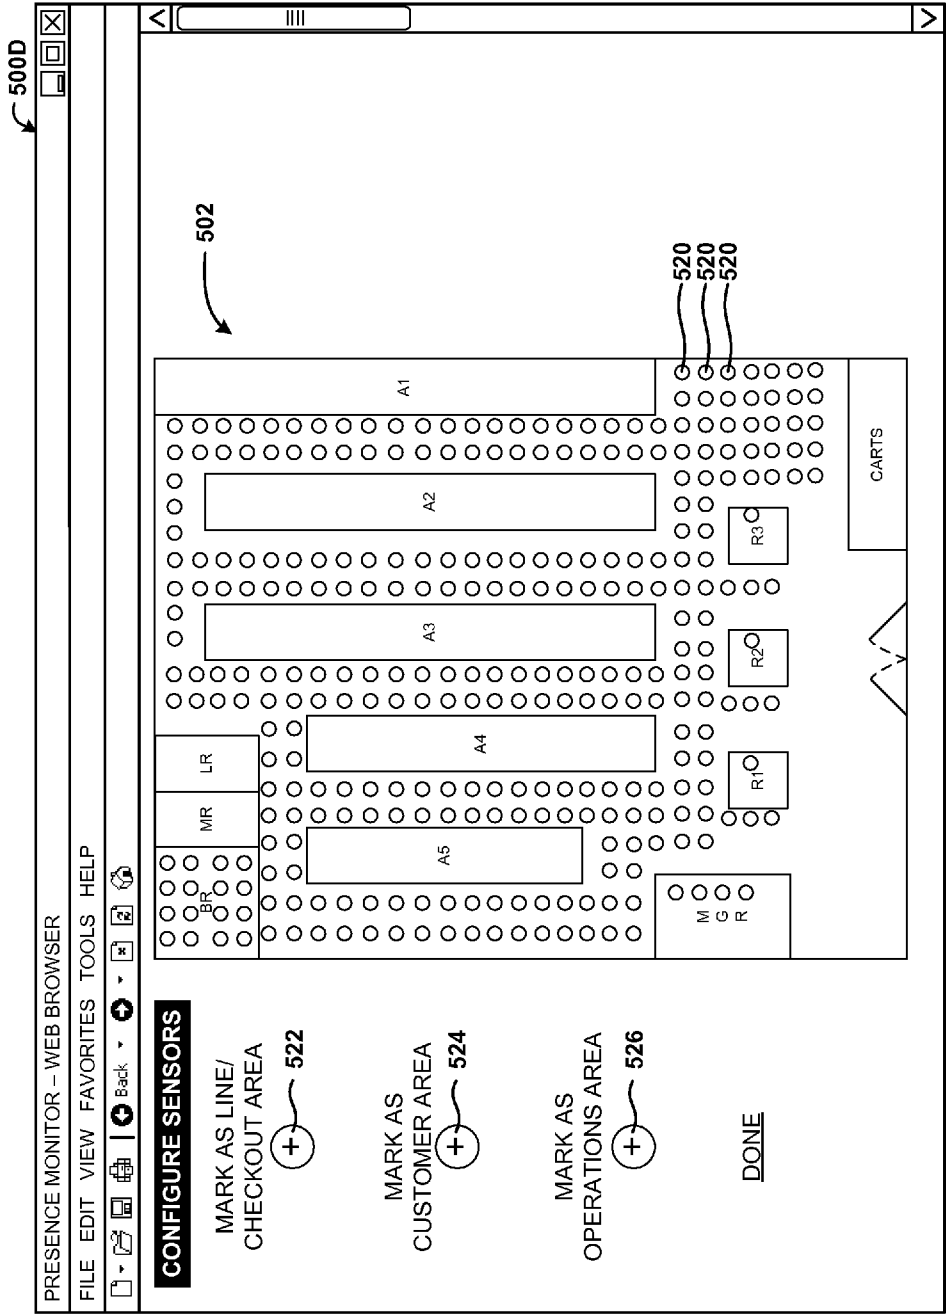 500D
PRESENCE MONITOR – WEB BROWSER
FILE EDIT VIEW FAVORITES TOOLS HELP
Back
CONFIGURE SENSORS
MARK AS LINE/
CHECKOUT AREA
522
MARK AS
CUSTOMER AREA
524
MARK AS
OPERATIONS AREA
526
DONE
502
BR
MR
LR
A5
A4
A3
A2
A1
520
520
520
M
G
R
R1
R2
R3
CARTS